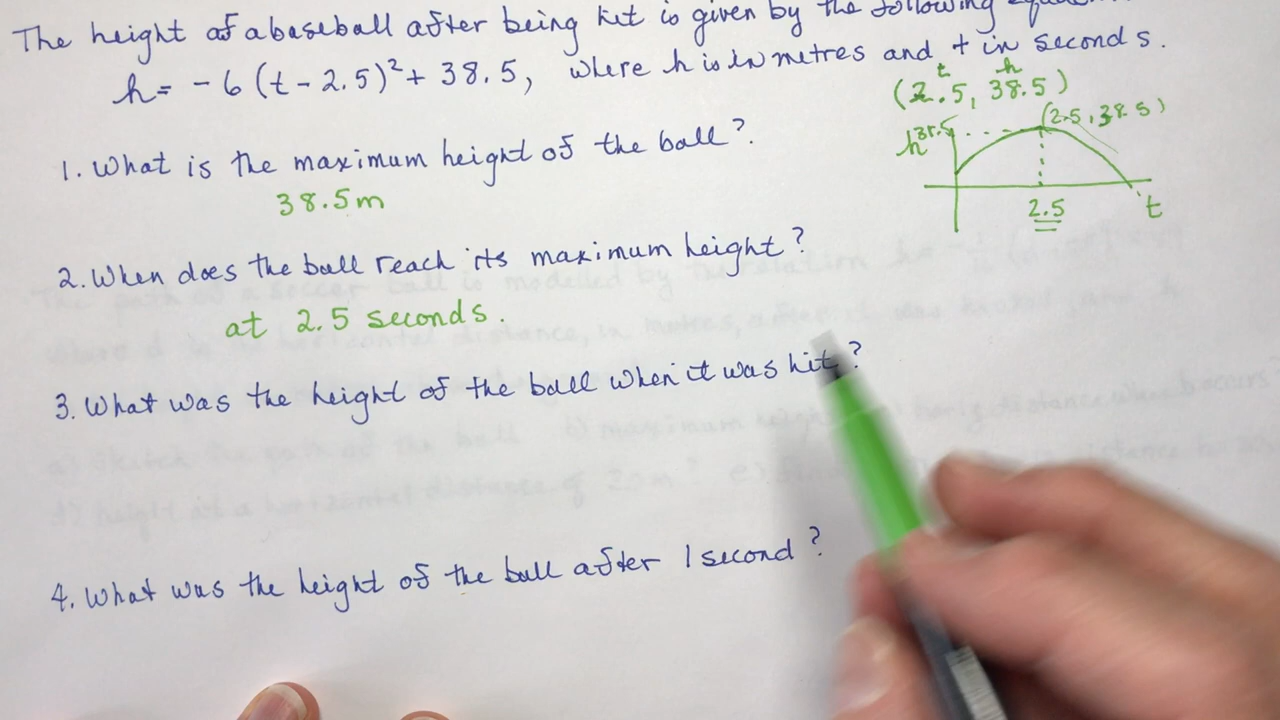 The height of a baseball after being hit is given by the following
h = -6(t - 2.5)² + 38.5, where h is in metres and t in seconds.
t h
(2.5, 38.5)
38.5
(2.5, 38.5)
h
2.5
t
1. What is the maximum height of the ball?
38.5m
2. When does the ball reach its maximum height?
at 2.5 seconds.
3. What was the height of the ball when it was hit?
4. What was the height of the ball after 1 second?